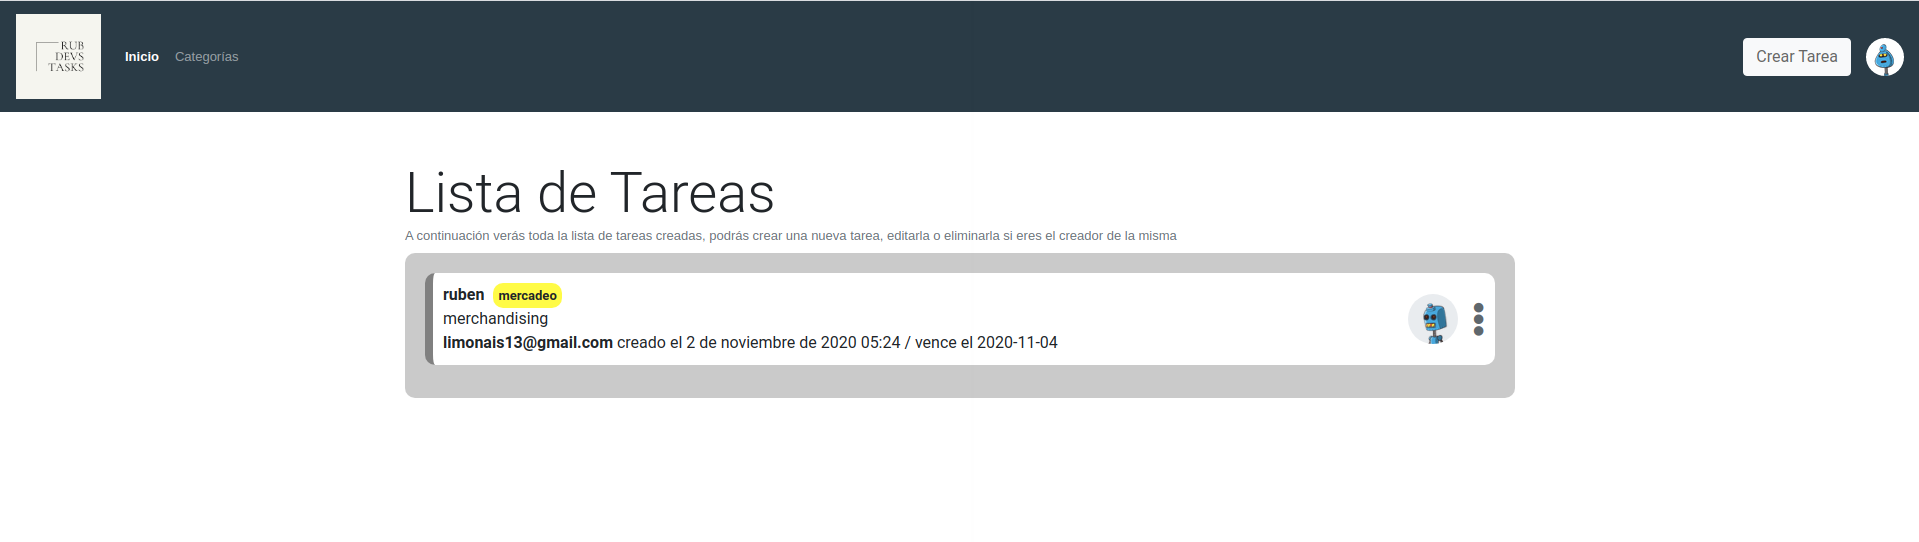 RUB
DEVS
TASKS
Inicio Categorías
Crear Tarea
Lista de Tareas
A continuación verás toda la lista de tareas creadas, podrás crear una nueva tarea, editarla o eliminarla si eres el creador de la misma
ruben mercadeo
merchandising
limonais13@gmail.com creado el 2 de noviembre de 2020 05:24 / vence el 2020-11-04